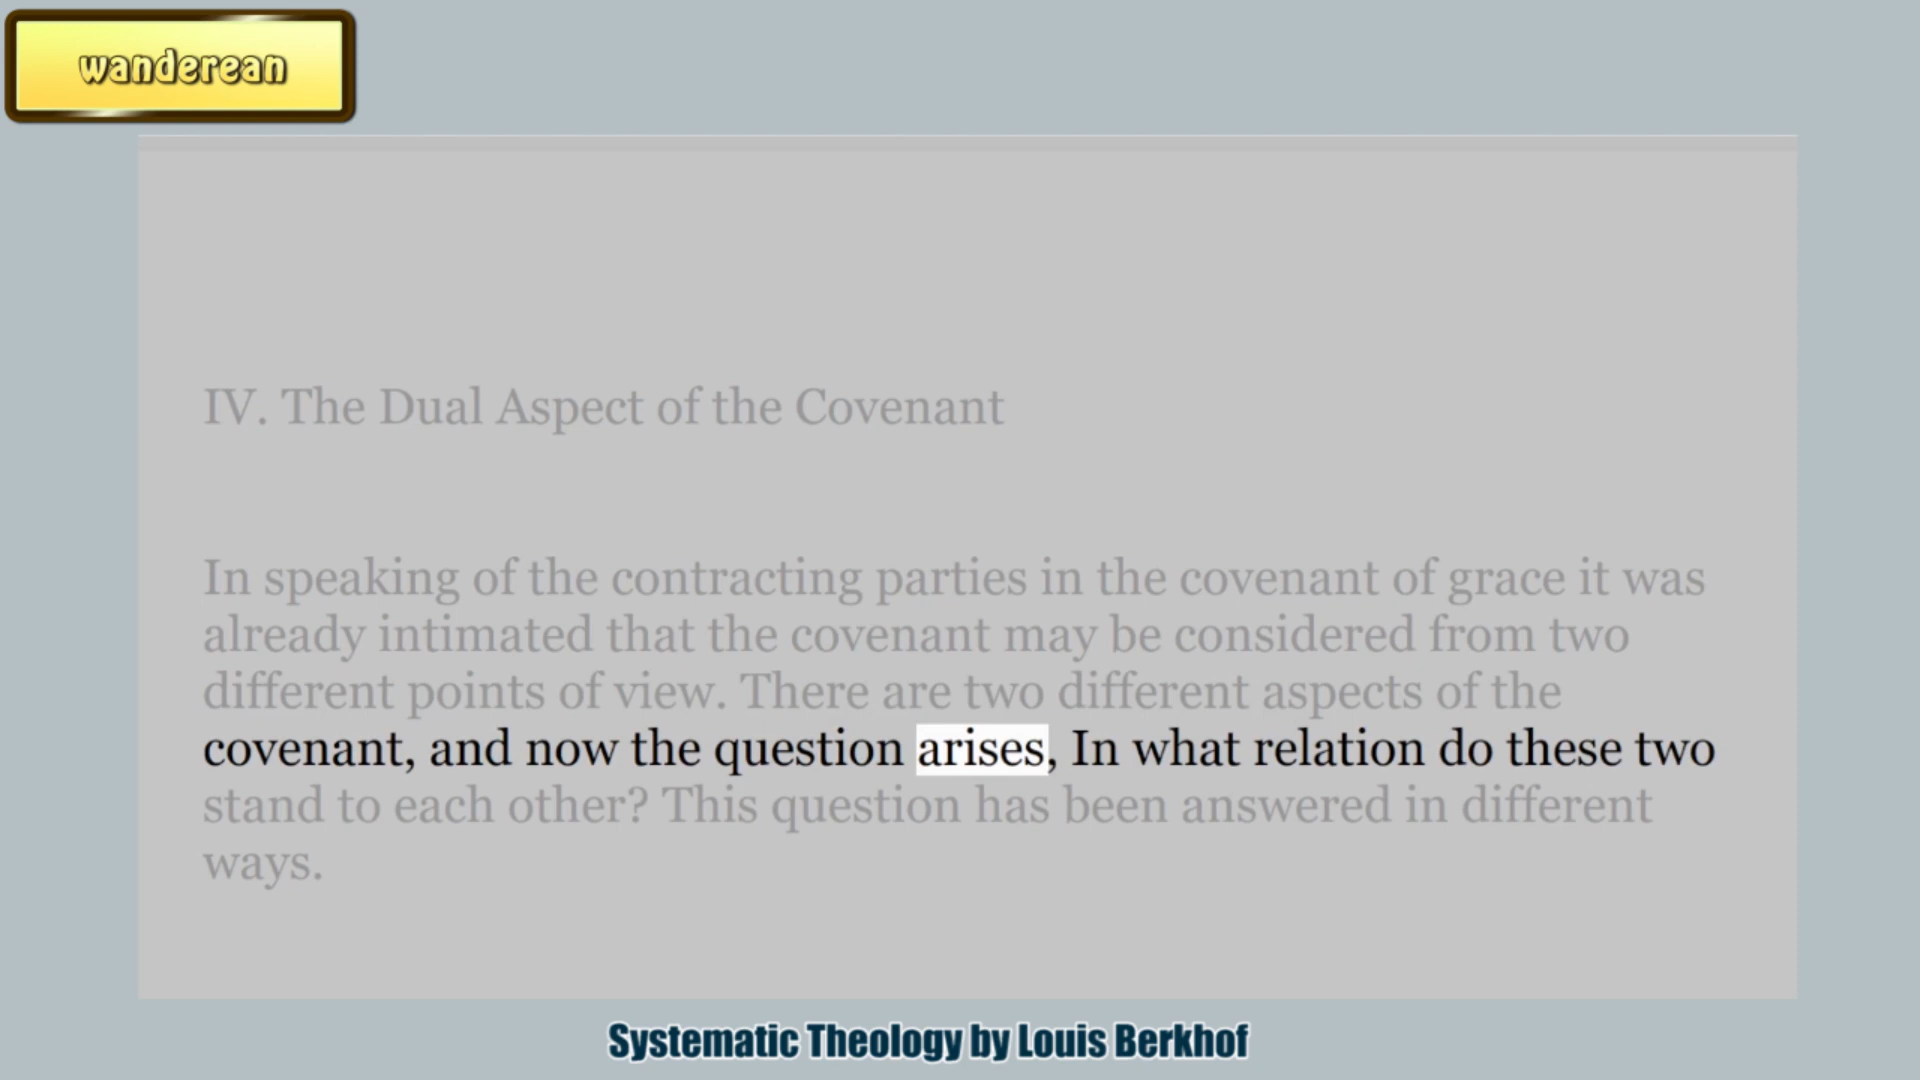 wanderean
IV. The Dual Aspect of the Covenant
In speaking of the contracting parties in the covenant of grace it was
already intimated that the covenant may be considered from two
different points of view. There are two different aspects of the
covenant, and now the question arises, In what relation do these two
stand to each other? This question has been answered in different
ways.
Systematic Theology by Louis Berkhof